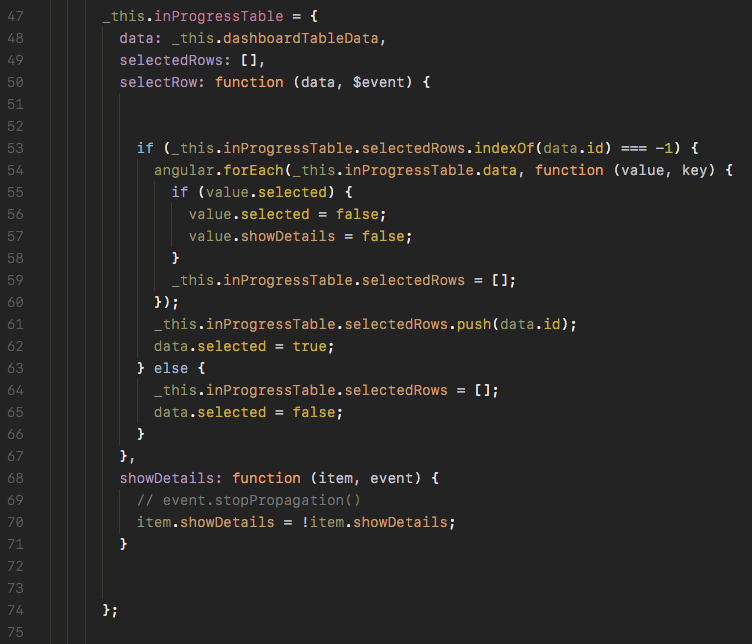 47 _this.inProgressTable = {
48 data: _this.dashboardTableData,
49 selectedRows: [],
50 selectRow: function (data, $event) {
51
52
53 if (_this.inProgressTable.selectedRows.indexOf(data.id) === -1) {
54 angular.forEach(_this.inProgressTable.data, function (value, key) {
55 if (value.selected) {
56 value.selected = false;
57 value.showDetails = false;
58 }
59 _this.inProgressTable.selectedRows = [];
60 });
61 _this.inProgressTable.selectedRows.push(data.id);
62 data.selected = true;
63 } else {
64 _this.inProgressTable.selectedRows = [];
65 data.selected = false;
66 }
67 },
68 showDetails: function (item, event) {
69 // event.stopPropagation()
70 item.showDetails = !item.showDetails;
71 }
72
73
74 };
75